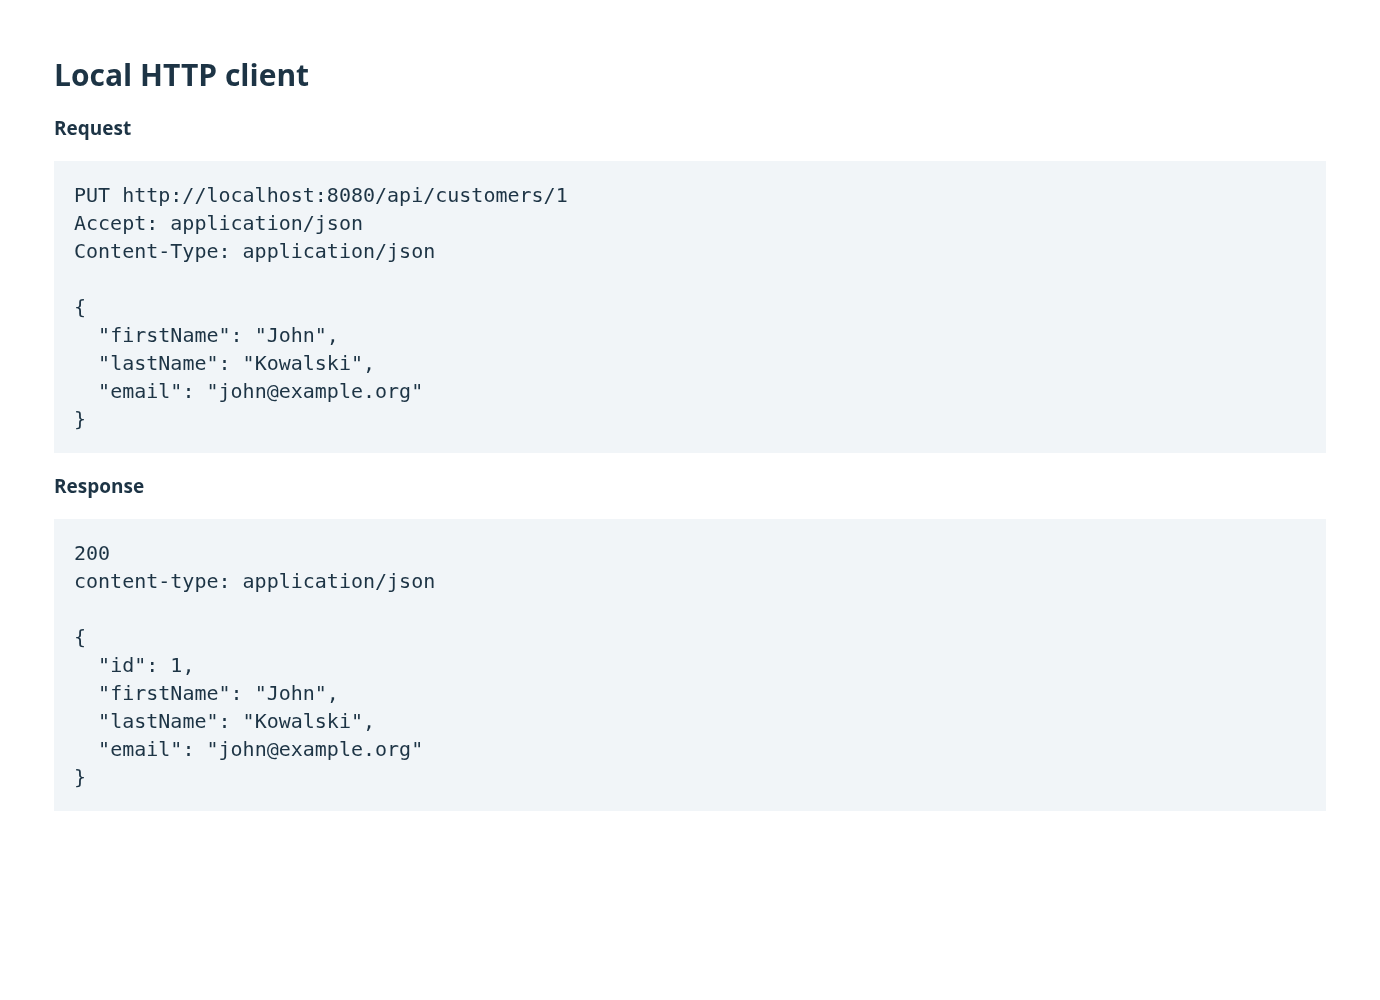 Local HTTP client
Request
PUT http://localhost:8080/api/customers/1
Accept: application/json
Content-Type: application/json

{
  "firstName": "John",
  "lastName": "Kowalski",
  "email": "john@example.org"
}
Response
200
content-type: application/json

{
  "id": 1,
  "firstName": "John",
  "lastName": "Kowalski",
  "email": "john@example.org"
}